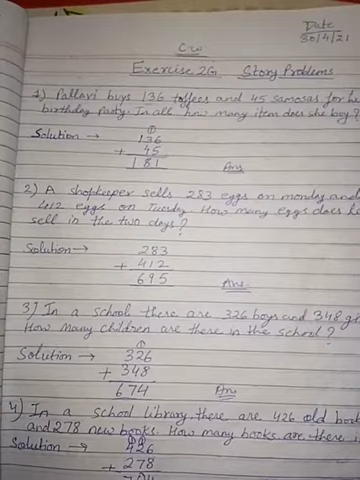 Date
30/4/21
C.W
Exercise 2G Story Problems
1) Pallavi buys 136 toffees and 45 samosas for he
birthday party. In all how many item does she buy?
Solution → 1
136
+ 45
181 Ans
2) A shopkeeper sells 283 eggs on monday and
412 eggs on Tuesday How many eggs does he
sell in the two days?
Solution → 283
+ 412
695 Ans
3) In a school there are 326 boys and 348 gi
How many children are there in the school?
1
Solution → 326
+ 348
674 Ans
4) In a school library there are 426 old boo
and 278 new books. How many books are there i
Solution → 426
+ 278
704